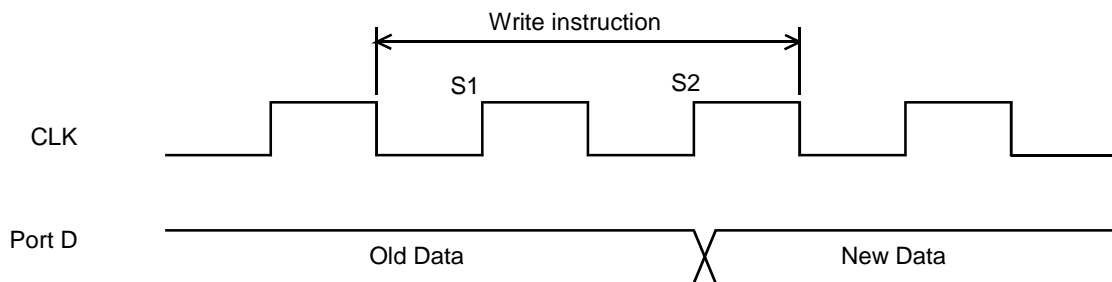 Write instruction
S1
S2
CLK
Port D
Old Data
New Data